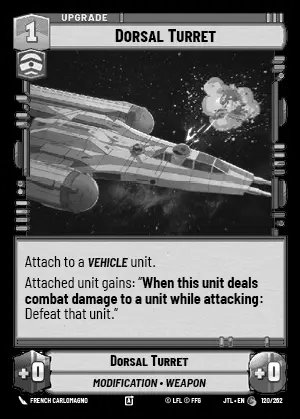 UPGRADE
1
DORSAL TURRET
Attach to a VEHICLE unit.
Attached unit gains: “When this unit deals
combat damage to a unit while attacking:
Defeat that unit.”
+0
DORSAL TURRET
+0
MODIFICATION • WEAPON
FRENCH CARLOMAGNO
© LFL © FFG
JTL • EN
120/262